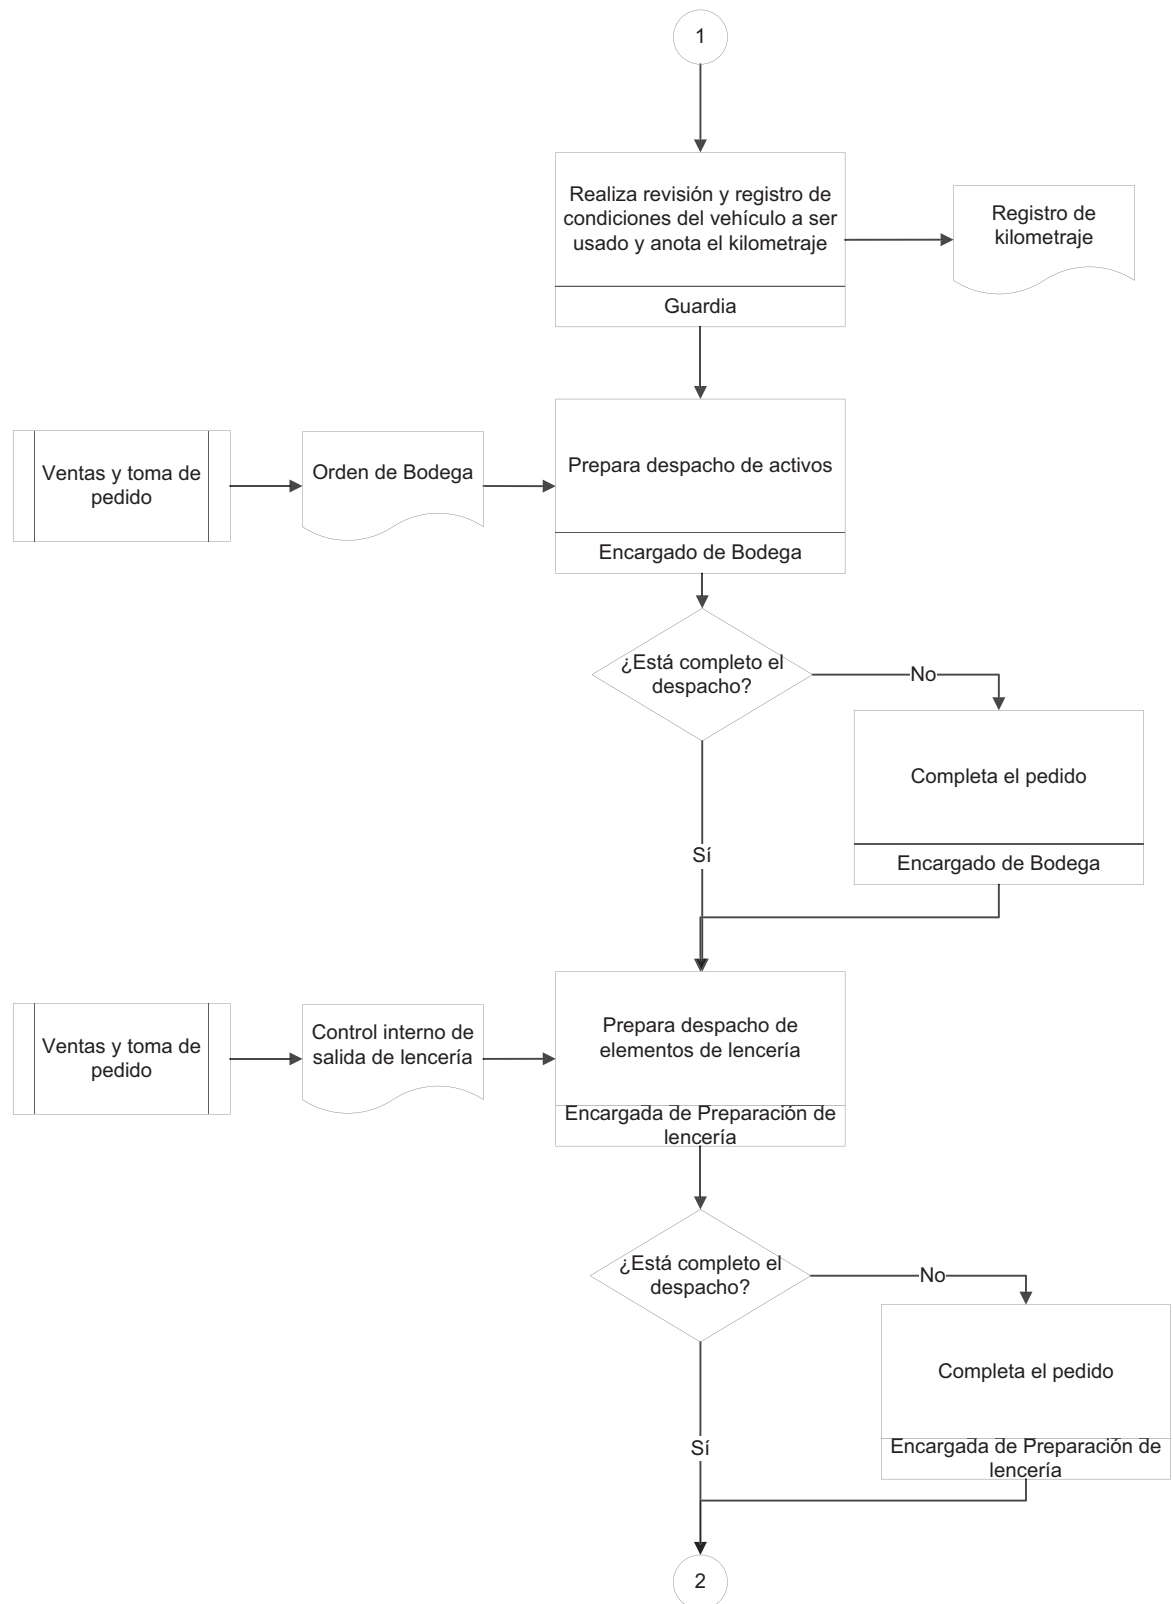 1
Realiza revisión y registro de
condiciones del vehículo a ser
usado y anota el kilometraje
Guardia
Registro de
kilometraje
Ventas y toma de
pedido
Orden de Bodega
Prepara despacho de activos
Encargado de Bodega
¿Está completo el
despacho?
No
Completa el pedido
Encargado de Bodega
Sí
Ventas y toma de
pedido
Control interno de
salida de lencería
Prepara despacho de
elementos de lencería
Encargada de Preparación de
lencería
¿Está completo el
despacho?
No
Completa el pedido
Encargada de Preparación de
lencería
Sí
2